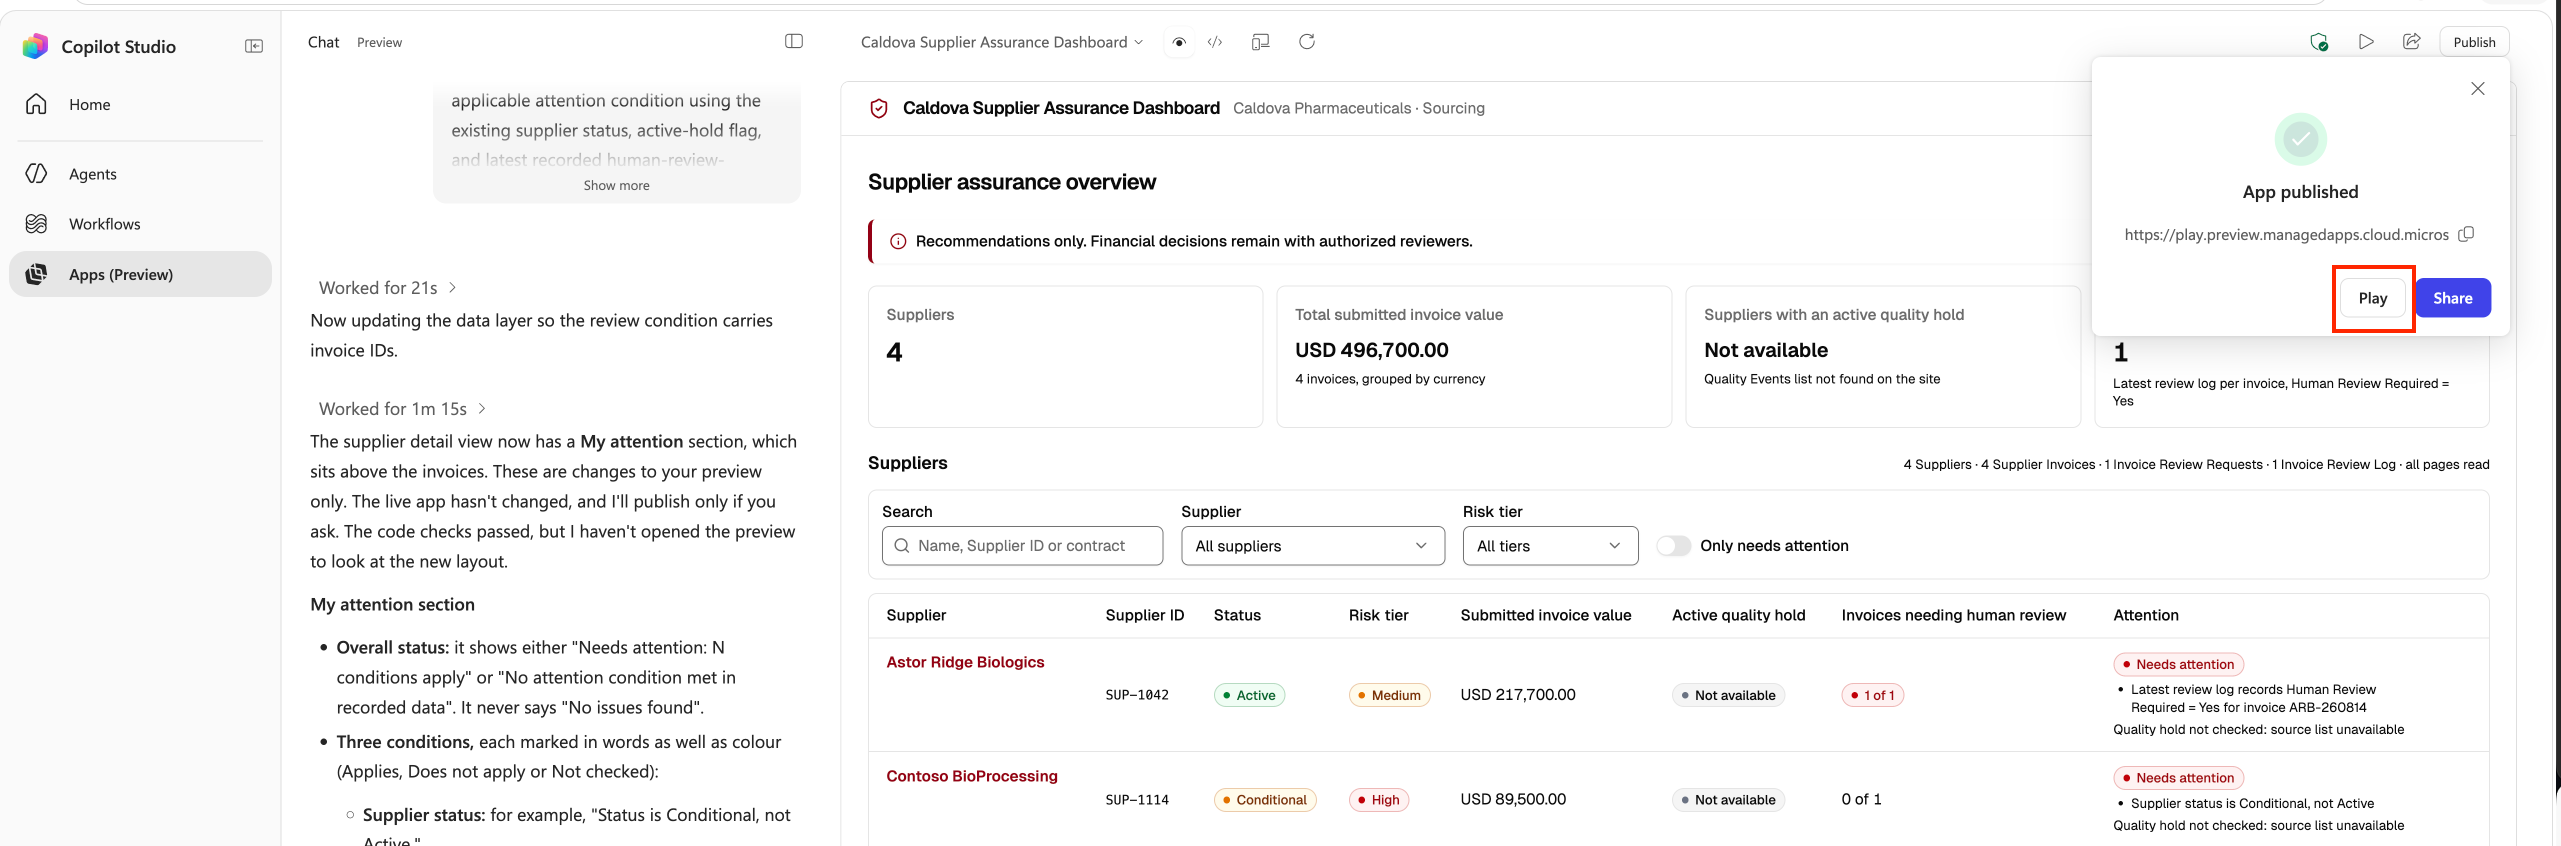 Copilot Studio
Home
Agents
Workflows
Apps (Preview)
Chat
Preview
applicable attention condition using the
existing supplier status, active-hold flag,
and latest recorded human-review-
Show more
Worked for 21s
Now updating the data layer so the review condition carries
invoice IDs.
Worked for 1m 15s
The supplier detail view now has a My attention section, which
sits above the invoices. These are changes to your preview
only. The live app hasn't changed, and I'll publish only if you
ask. The code checks passed, but I haven't opened the preview
to look at the new layout.
My attention section
• Overall status: it shows either "Needs attention: N
conditions apply" or "No attention condition met in
recorded data". It never says "No issues found".
• Three conditions, each marked in words as well as colour
(Applies, Does not apply or Not checked):
○ Supplier status: for example, "Status is Conditional, not
Active."
Caldova Supplier Assurance Dashboard
Publish
Caldova Supplier Assurance Dashboard Caldova Pharmaceuticals · Sourcing
Supplier assurance overview
Recommendations only. Financial decisions remain with authorized reviewers.
App published
https://play.preview.managedapps.cloud.micros
Play
Share
Suppliers
4
Total submitted invoice value
USD 496,700.00
4 invoices, grouped by currency
Suppliers with an active quality hold
Not available
Quality Events list not found on the site
1
Latest review log per invoice, Human Review Required =
Yes
Suppliers
4 Suppliers · 4 Supplier Invoices · 1 Invoice Review Requests · 1 Invoice Review Log · all pages read
Search
Name, Supplier ID or contract
Supplier
All suppliers
Risk tier
All tiers
Only needs attention
Supplier Supplier ID Status Risk tier Submitted invoice value Active quality hold Invoices needing human review Attention
Astor Ridge Biologics
SUP-1042 Active Medium USD 217,700.00 Not available 1 of 1
Needs attention
• Latest review log records Human Review
Required = Yes for invoice ARB-260814
Quality hold not checked: source list unavailable
Contoso BioProcessing
SUP-1114 Conditional High USD 89,500.00 Not available 0 of 1
Needs attention
• Supplier status is Conditional, not Active
Quality hold not checked: source list unavailable